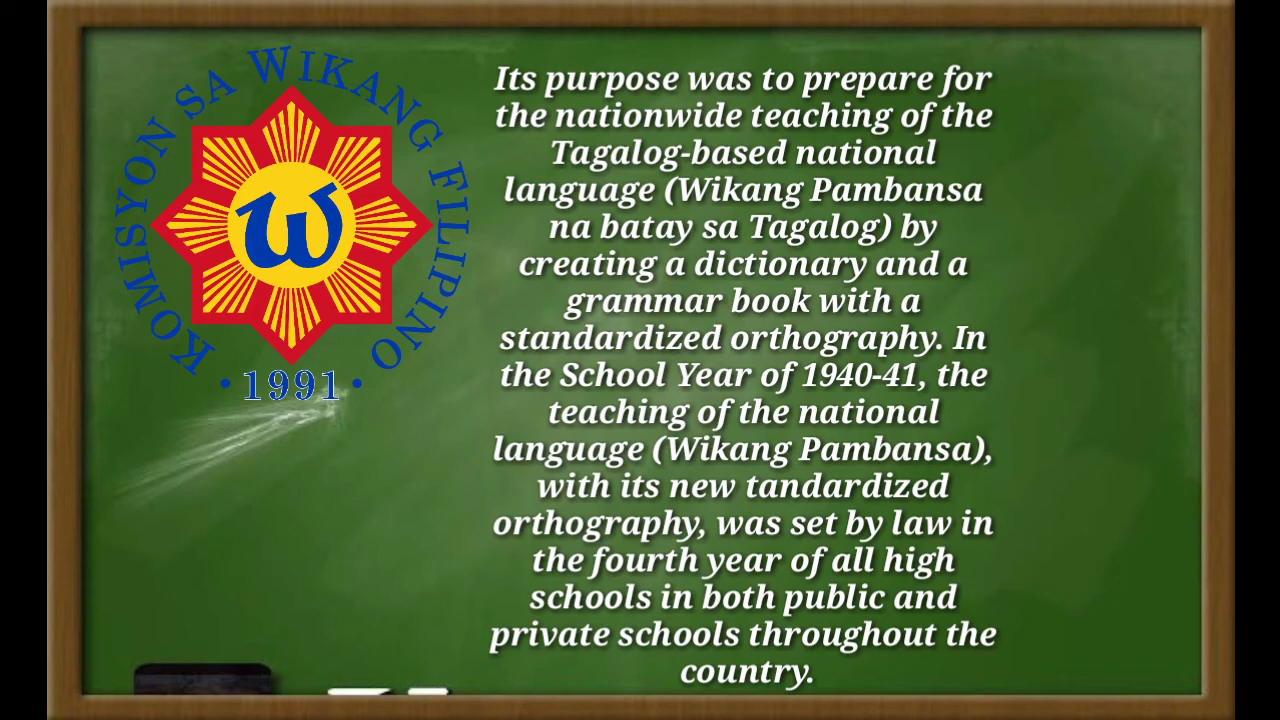 KOMISYON SA WIKANG FILIPINO
W
• 1991 •
Its purpose was to prepare for
the nationwide teaching of the
Tagalog-based national
language (Wikang Pambansa
na batay sa Tagalog) by
creating a dictionary and a
grammar book with a
standardized orthography. In
the School Year of 1940-41, the
teaching of the national
language (Wikang Pambansa),
with its new tandardized
orthography, was set by law in
the fourth year of all high
schools in both public and
private schools throughout the
country.